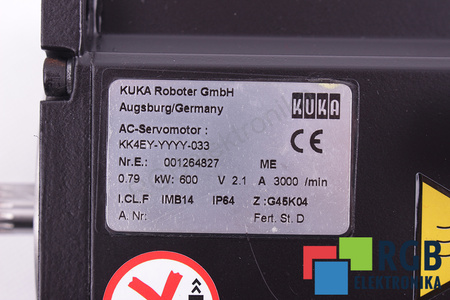 KUKA Roboter GmbH
Augsburg/Germany
KUKA
AC-Servomotor :
KK4EY-YYYY-033
CE
Nr.E.: 001264827 ME
0.79 kW: 600 V 2.1 A 3000 /min
I.CL.F IMB14 IP64 Z :G45K04
A. Nr: Fert. St. D
RGB
ELEKTRONIKA